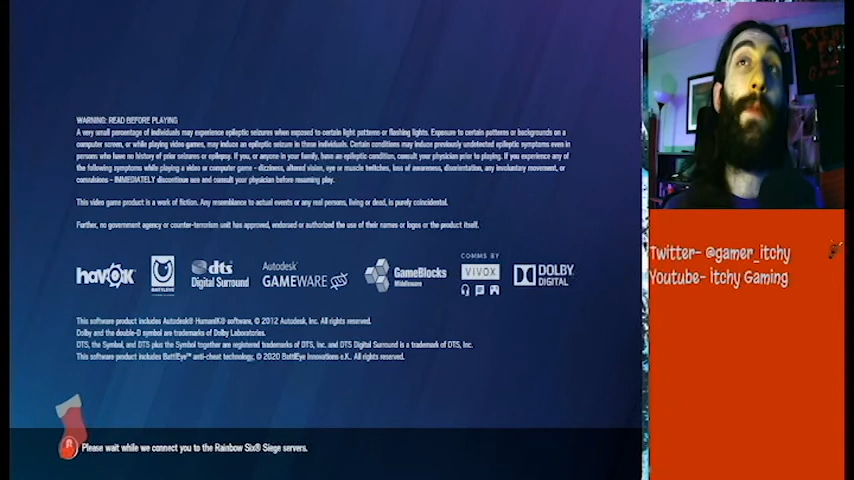 WARNING: READ BEFORE PLAYING
A very small percentage of individuals may experience epileptic seizures when exposed to certain light patterns or flashing lights. Exposure to certain patterns or backgrounds on a
computer screen, or while playing video games, may induce an epileptic seizure in these individuals. Certain conditions may induce previously undetected epileptic symptoms even in
persons who have no history of prior seizures or epilepsy. If you, or anyone in your family, have an epileptic condition, consult your physician prior to playing. If you experience any of
the following symptoms while playing a video or computer game - dizziness, altered vision, eye or muscle twitches, loss of awareness, disorientation, any involuntary movement, or
convulsions - IMMEDIATELY discontinue use and consult your physician before resuming play.
This video game product is a work of fiction. Any resemblance to actual events or any real persons, living or dead, is purely coincidental.
Further, no government agency or counter-terrorism unit has approved, endorsed or authorized the use of their names or logos or the product itself.
havok
BATTLEYE
dts
Digital Surround
Autodesk®
GAMEWARE
GameBlocks
Middleware
COMMS BY
VIVOX
DOLBY
DIGITAL
This software product includes Autodesk® HumanIK® software, © 2012 Autodesk, Inc. All rights reserved.
Dolby and the double-D symbol are trademarks of Dolby Laboratories.
DTS, the Symbol, and DTS plus the Symbol together are registered trademarks of DTS, Inc. and DTS Digital Surround is a trademark of DTS, Inc.
This software product includes BattlEye™ anti-cheat technology, © 2020 BattlEye Innovations e.K. All rights reserved.
Please wait while we connect you to the Rainbow Six® Siege servers.
Twitter- @gamer_itchy
Youtube- Itchy Gaming